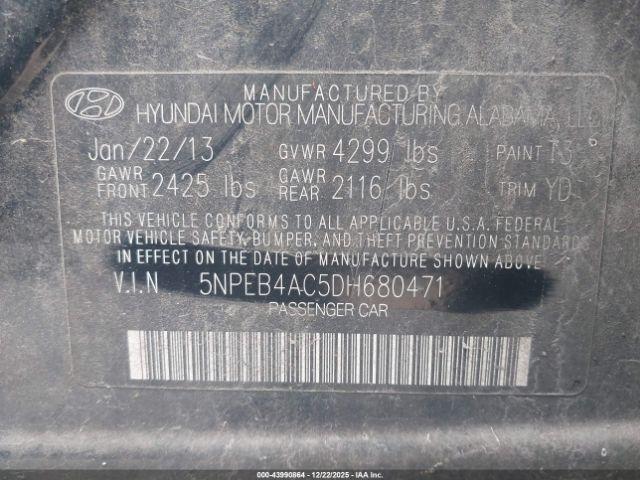 MANUFACTURED BY
HYUNDAI MOTOR MANUFACTURING ALABAMA, LLC
Jan/22/13 GVWR 4299 lbs PAINT T3
GAWR FRONT 2425 lbs GAWR REAR 2116 lbs TRIM YD
THIS VEHICLE CONFORMS TO ALL APPLICABLE U.S.A. FEDERAL
MOTOR VEHICLE SAFETY, BUMPER, AND THEFT PREVENTION STANDARDS
IN EFFECT ON THE DATE OF MANUFACTURE SHOWN ABOVE.
V.I.N 5NPEB4AC5DH680471
PASSENGER CAR
000-43990864 • 12/22/2025 • IAA Inc.